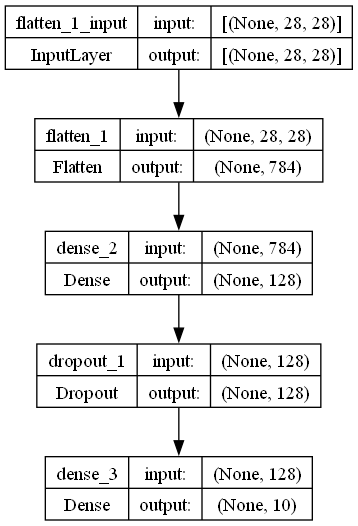 flatten_1_input input: [(None, 28, 28)]
InputLayer output: [(None, 28, 28)]
flatten_1 input: (None, 28, 28)
Flatten output: (None, 784)
dense_2 input: (None, 784)
Dense output: (None, 128)
dropout_1 input: (None, 128)
Dropout output: (None, 128)
dense_3 input: (None, 128)
Dense output: (None, 10)